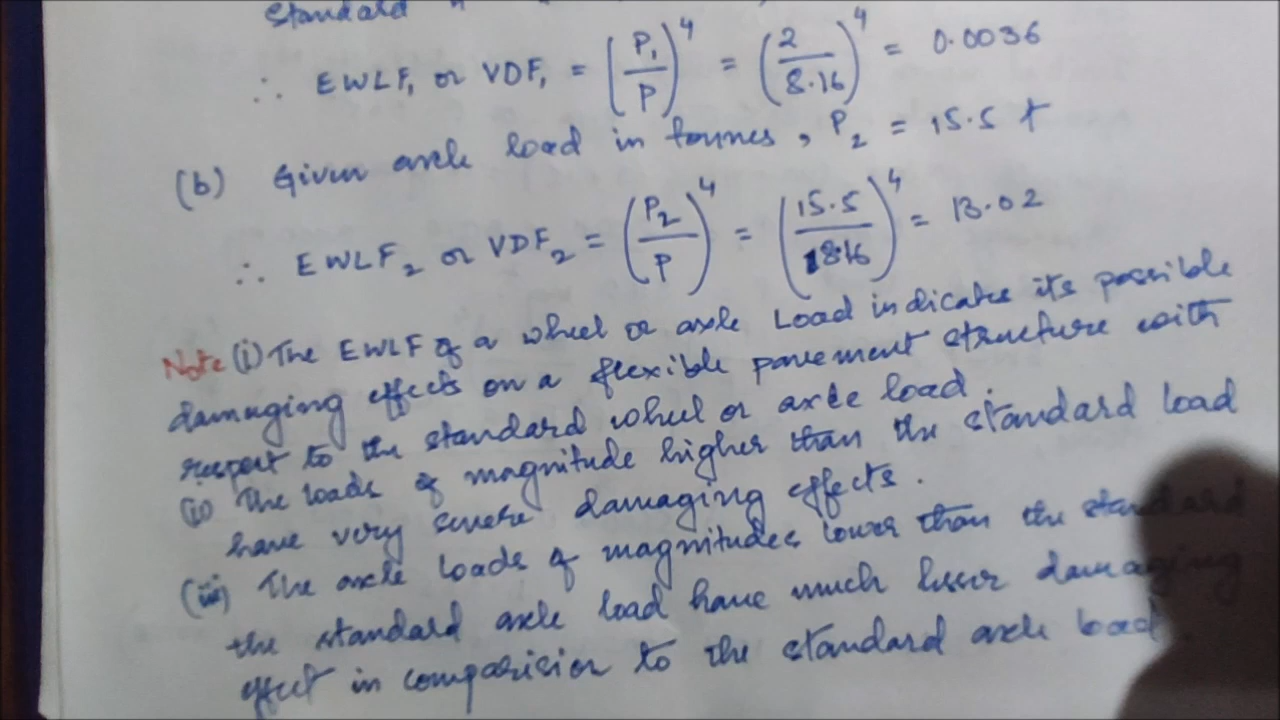 Standard
∴ EWLF₁ or VDF₁ = (P₁/P)⁴ = (2/8.16)⁴ = 0.0036
(b) Given axle load in tonnes, P₂ = 15.5 t
∴ EWLF₂ or VDF₂ = (P₂/P)⁴ = (15.5/8.16)⁴ = 13.02
Note (i) The EWLF of a wheel or axle Load indicates its possible
damaging effects on a flexible pavement structure with
respect to the standard wheel or axle load.
(ii) The loads of magnitude higher than the standard load
have very severe damaging effects.
(iii) The axle loads of magnitudes lower than the standard
the standard axle load have much lesser damaging
effect in comparision to the standard axle load.